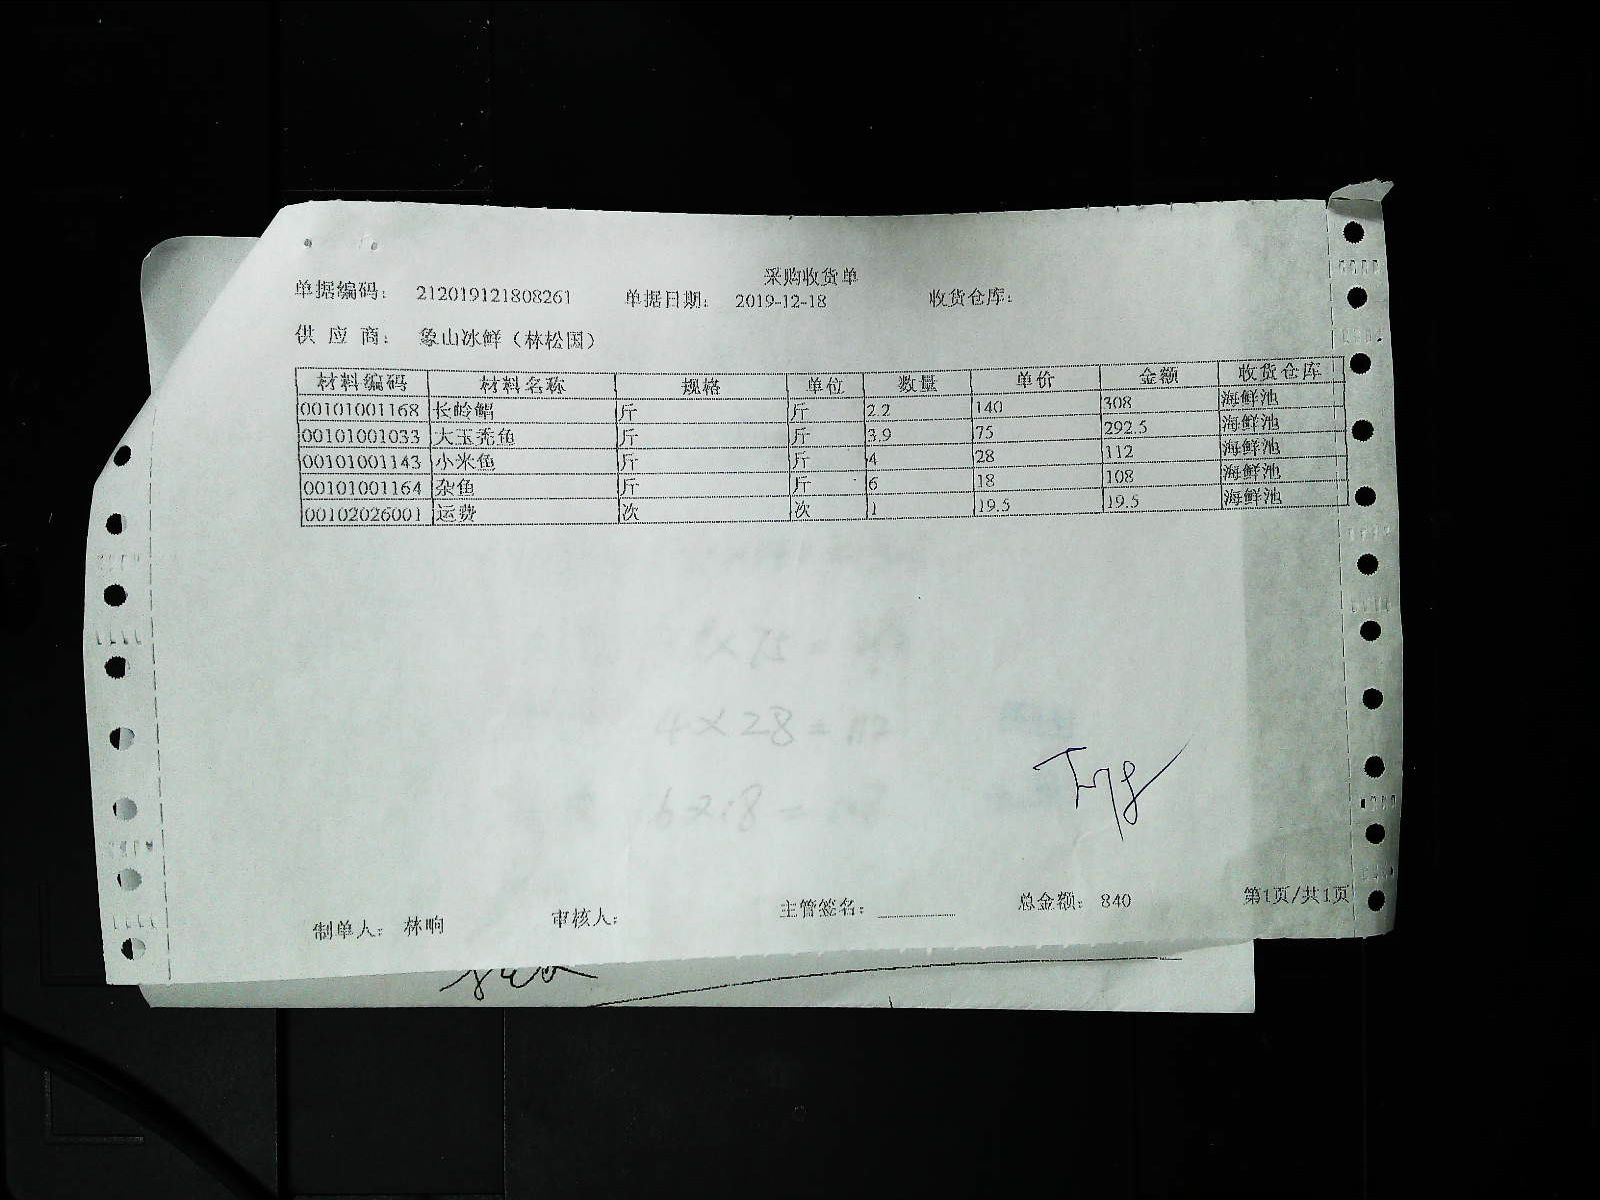 采购收货单
单据编码： 212019121808261 单据日期： 2019-12-18 收货仓库：
供 应 商： 象山冰鲜（林松国）
材料编码 材料名称 规格 单位 数量 单价 金额 收货仓库
00101001168 长岭鲳 斤 斤 2.2 140 308 海鲜池
00101001033 大玉秃鱼 斤 斤 3.9 75 292.5 海鲜池
00101001143 小米鱼 斤 斤 4 28 112 海鲜池
00101001164 杂鱼 斤 斤 6 18 108 海鲜池
00102026001 运费 次 次 1 19.5 19.5 海鲜池
4×28=112
6×18=
制单人： 林响 审核人： 主管签名： 总金额： 840 第1页/共1页